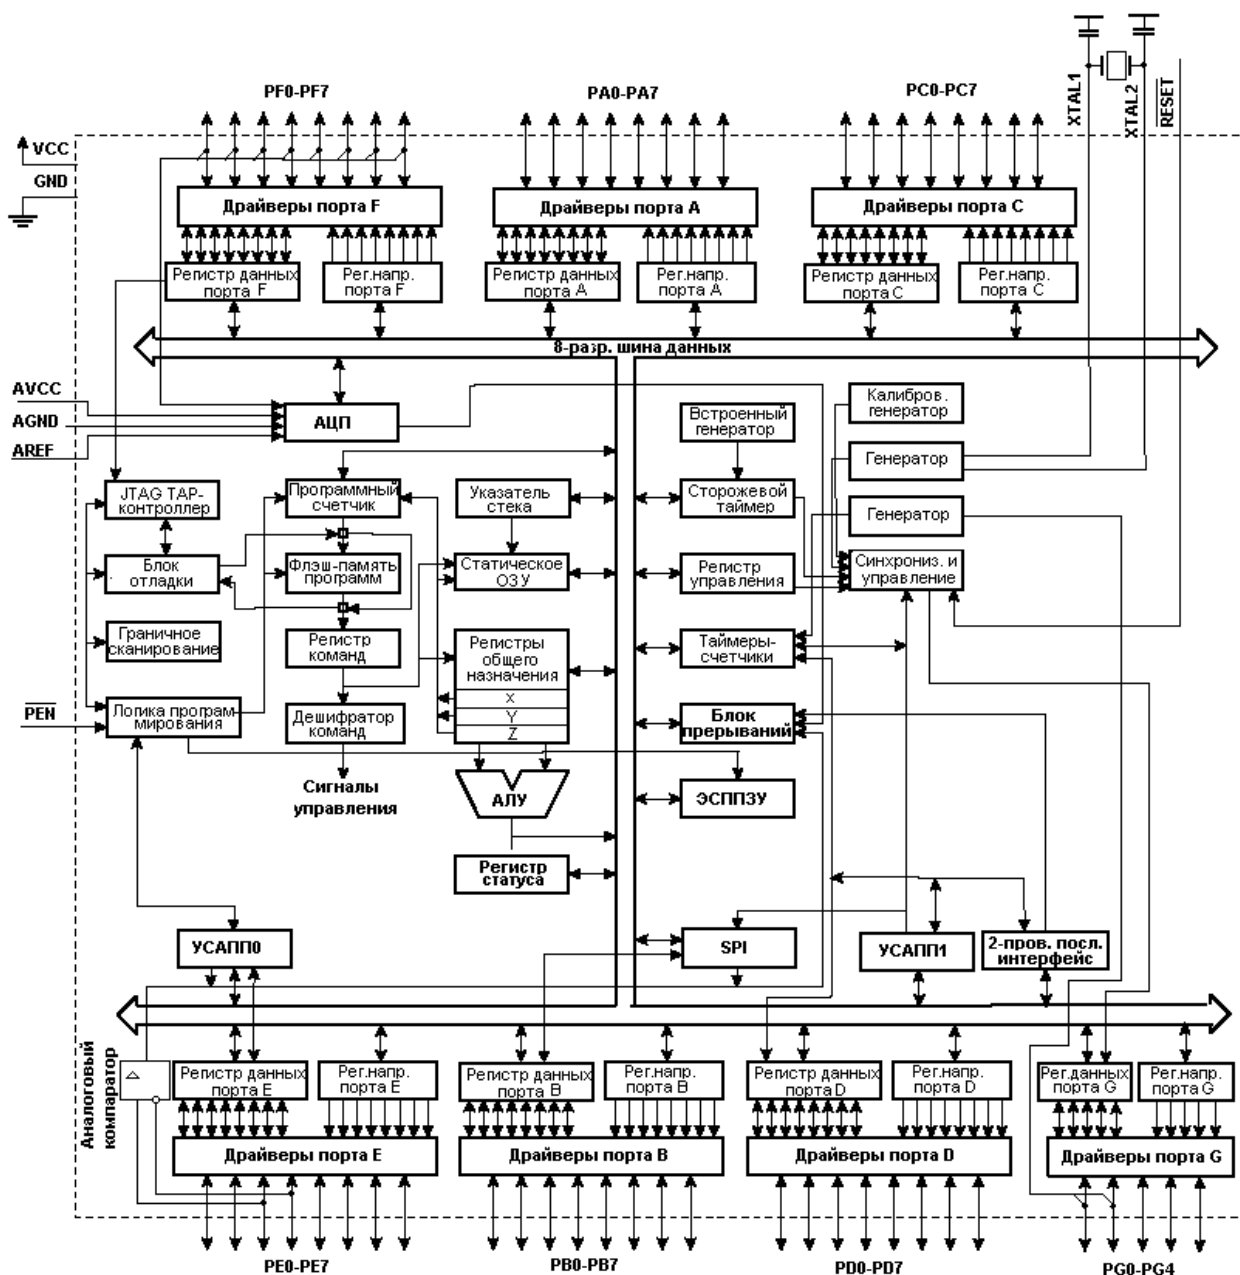 XTAL1
XTAL2
RESET
PF0-PF7
PA0-PA7
PC0-PC7
VCC
GND
Драйверы порта F
Драйверы порта A
Драйверы порта C
Регистр данных
порта F
Рег.напр.
порта F
Регистр данных
порта A
Рег.напр.
порта A
Регистр данных
порта C
Рег.напр.
порта C
8-разр. шина данных
AVCC
AGND
AREF
АЦП
Встроенный
генератор
Калибров.
генератор
Генератор
JTAG TAP-
контроллер
Программный
счетчик
Указатель
стека
Сторожевой
таймер
Генератор
Блок
отладки
Флэш-память
программ
Статическое
ОЗУ
Регистр
управления
Синхрониз. и
управление
Граничное
сканирование
Регистр
команд
Регистры
общего
назначения
X
Y
Z
Таймеры-
счетчики
PEN
Логика програм-
мирования
Дешифратор
команд
Блок
прерываний
Сигналы
управления
АЛУ
ЭСППЗУ
Регистр
статуса
УСАПП0
SPI
УСАПП1
2-пров. посл.
интерфейс
Аналоговый
компаратор
Регистр данных
порта E
Рег.напр.
порта E
Регистр данных
порта B
Рег.напр.
порта B
Регистр данных
порта D
Рег.напр.
порта D
Рег.данных
порта G
Рег.напр.
порта G
Драйверы порта E
Драйверы порта B
Драйверы порта D
Драйверы порта G
PE0-PE7
PB0-PB7
PD0-PD7
PG0-PG4